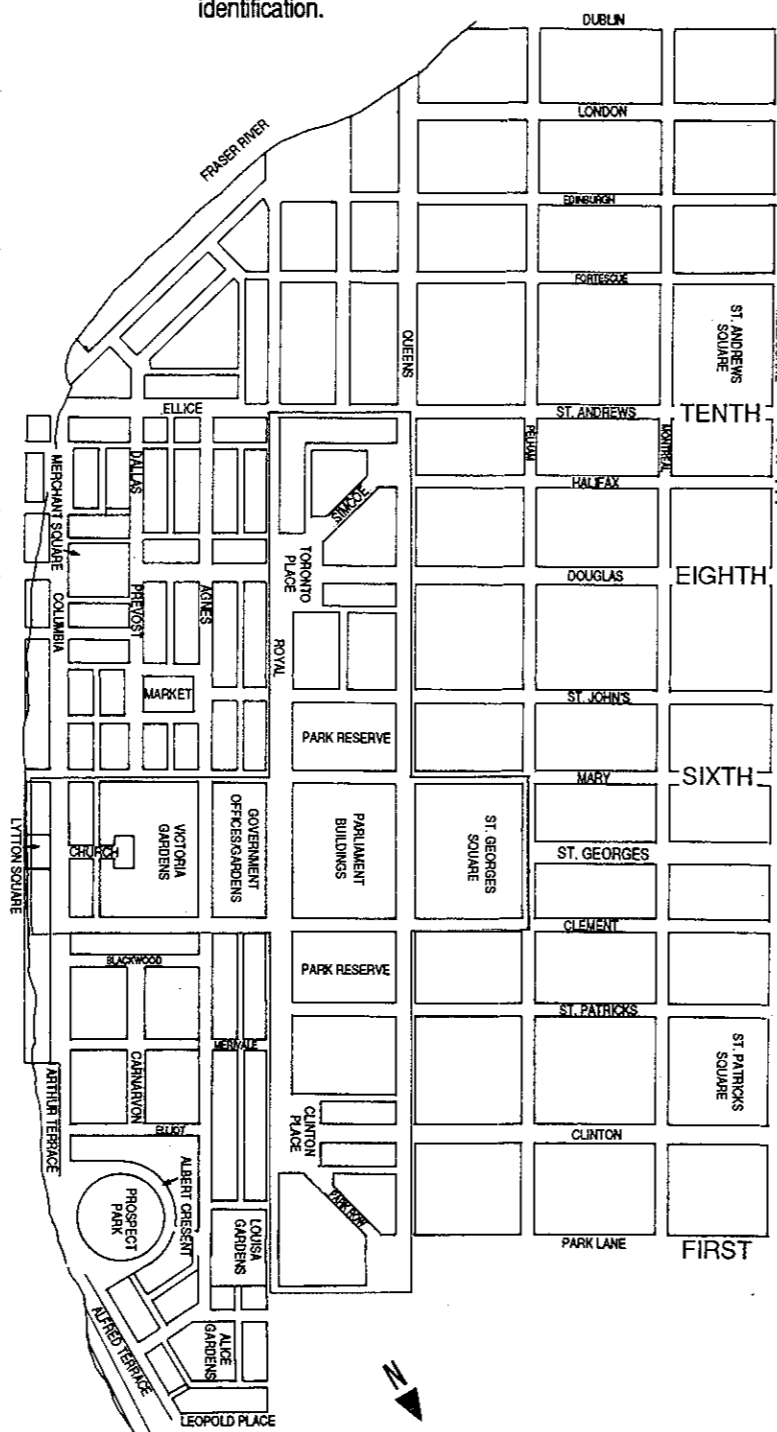 identification.
DUBLIN
LONDON
FRASER RIVER
EDINBURGH
FORTESCUE
ST. ANDREWS
SQUARE
QUEENS
ELLICE
ST. ANDREWS
TENTH
PELHAM
MONTREAL
HALIFAX
DALLAS
SIMCOE
MERCHANT SQUARE
TORONTO
PLACE
DOUGLAS
EIGHTH
COLUMBIA
PREVOST
AGNES
ROYAL
MARKET
ST. JOHN'S
PARK RESERVE
MARY
SIXTH
LYTTON SQUARE
CHURCH
VICTORIA
GARDENS
GOVERNMENT
OFFICES/GARDENS
PARLIAMENT
BUILDINGS
ST. GEORGES
SQUARE
ST. GEORGES
CLEMENT
BLACKWOOD
PARK RESERVE
ST. PATRICKS
ST. PATRICKS
SQUARE
MERIVALE
ARTHUR TERRACE
CARNARVON
ELLIOT
CLINTON
PLACE
CLINTON
ALBERT CRESENT
PROSPECT
PARK
PARK ROW
LOUISA
GARDENS
PARK LANE
FIRST
ALFRED TERRACE
ALICE
GARDENS
N
LEOPOLD PLACE